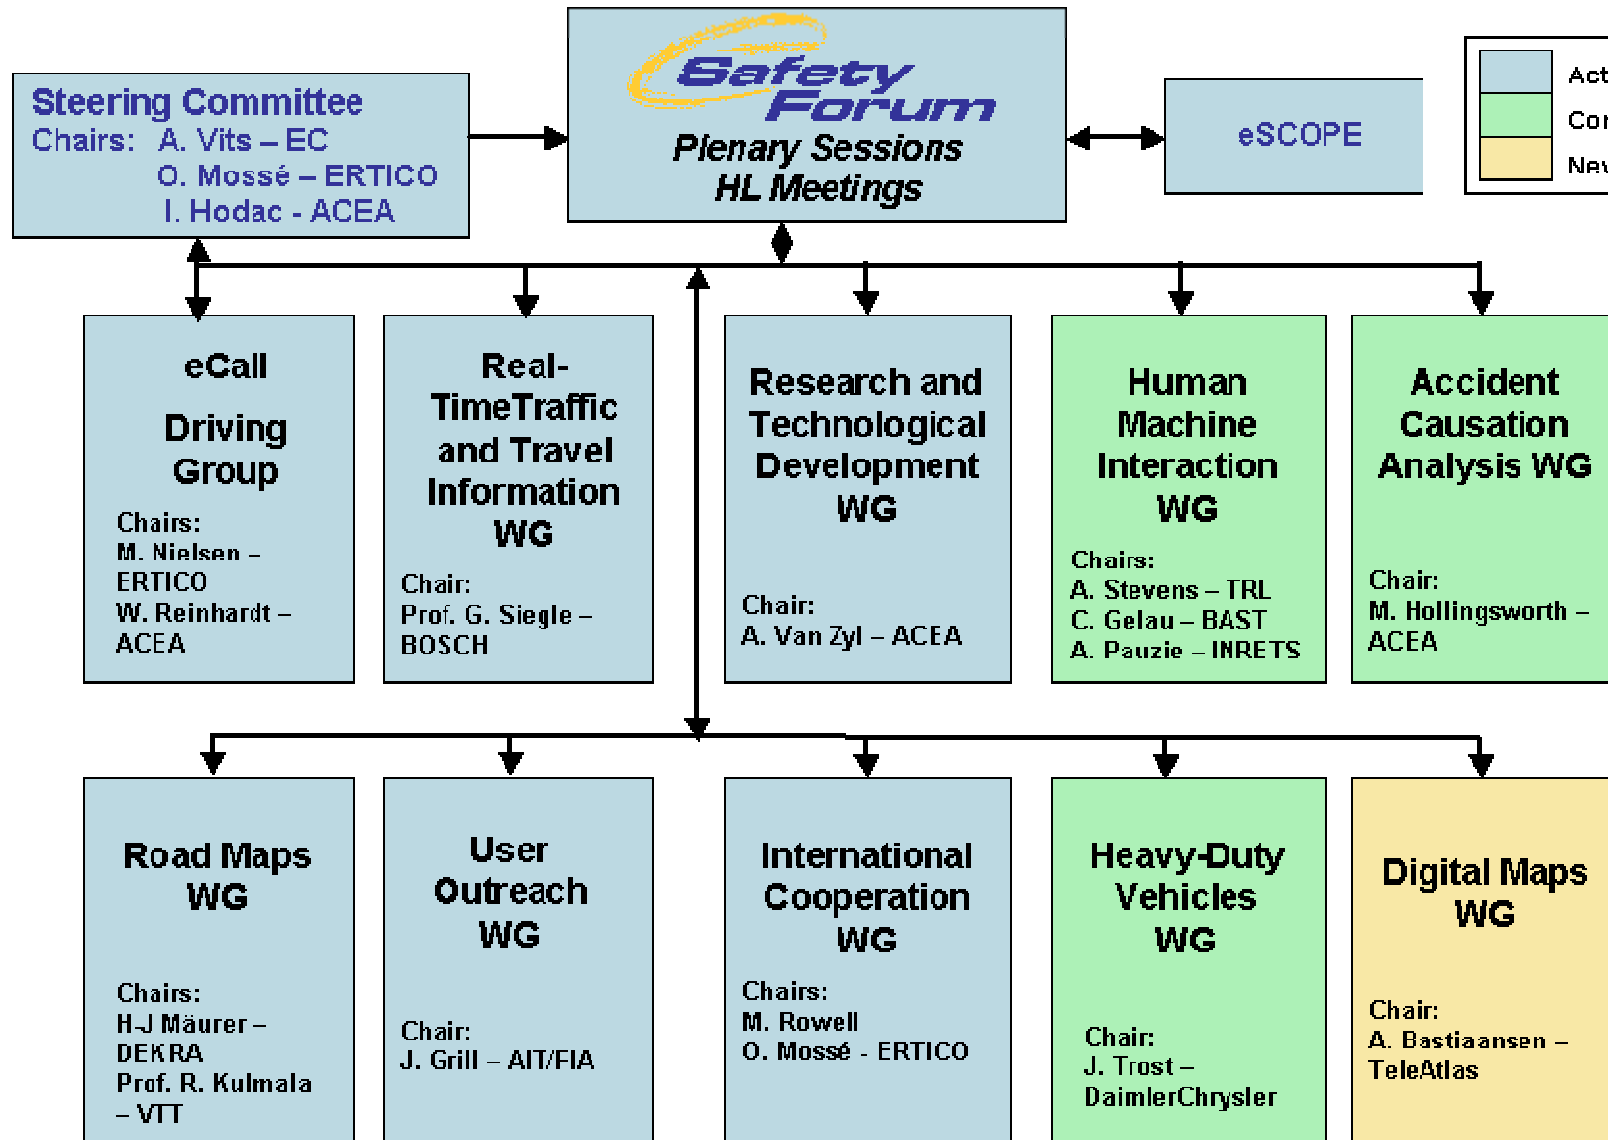 Safety
Forum
Plenary Sessions
HL Meetings
Steering Committee
Chairs: A. Vits – EC
O. Mossé – ERTICO
I. Hodac - ACEA
eSCOPE
eCall
Driving
Group
Chairs:
M. Nielsen –
ERTICO
W. Reinhardt –
ACEA
Real-
TimeTraffic
and Travel
Information
WG
Chair:
Prof. G. Siegle –
BOSCH
Research and
Technological
Development
WG
Chair:
A. Van Zyl – ACEA
Human
Machine
Interaction
WG
Chairs:
A. Stevens – TRL
C. Gelau – BAST
A. Pauzie – INRETS
Accident
Causation
Analysis WG
Chair:
M. Hollingsworth –
ACEA
Road Maps
WG
Chairs:
H-J Mäurer –
DEKRA
Prof. R. Kulmala
– VTT
User
Outreach
WG
Chair:
J. Grill – AIT/FIA
International
Cooperation
WG
Chairs:
M. Rowell
O. Mossé - ERTICO
Heavy-Duty
Vehicles
WG
Chair:
J. Trost –
DaimlerChrysler
Digital Maps
WG
Chair:
A. Bastiaansen –
TeleAtlas